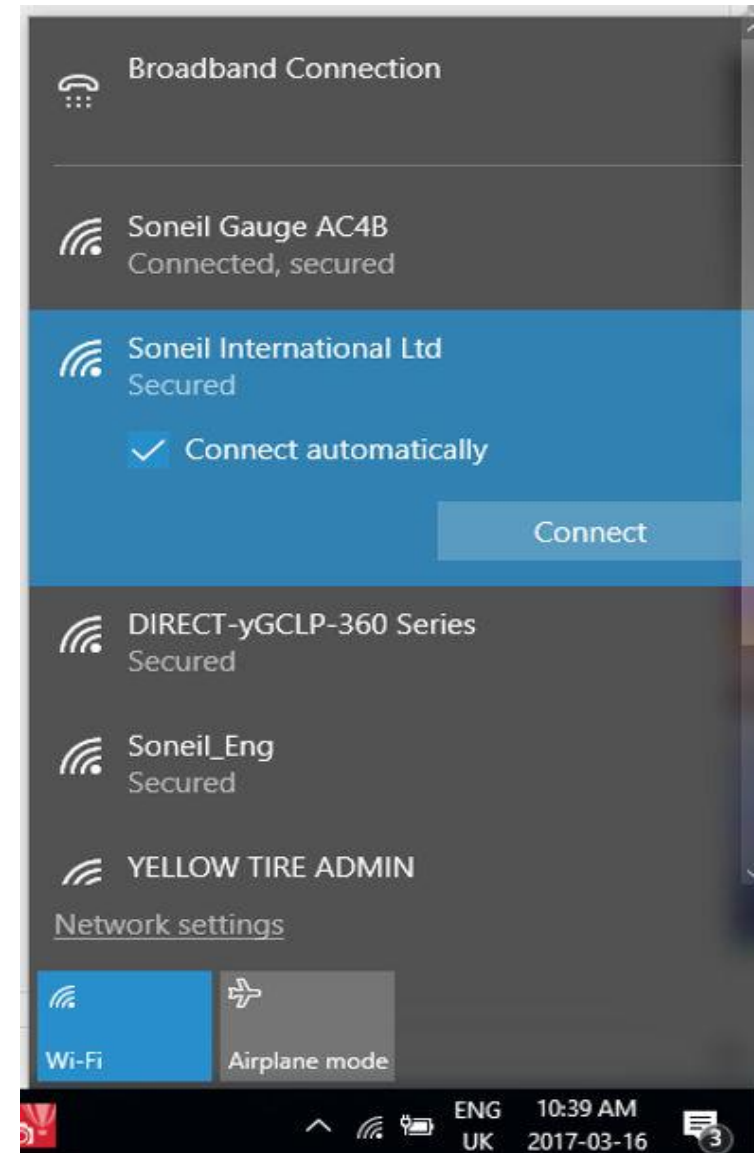 Broadband Connection
Soneil Gauge AC4B
Connected, secured
Soneil International Ltd
Secured
Connect automatically
Connect
DIRECT-yGCLP-360 Series
Secured
Soneil_Eng
Secured
YELLOW TIRE ADMIN
Network settings
Wi-Fi
Airplane mode
ENG
UK
10:39 AM
2017-03-16
3